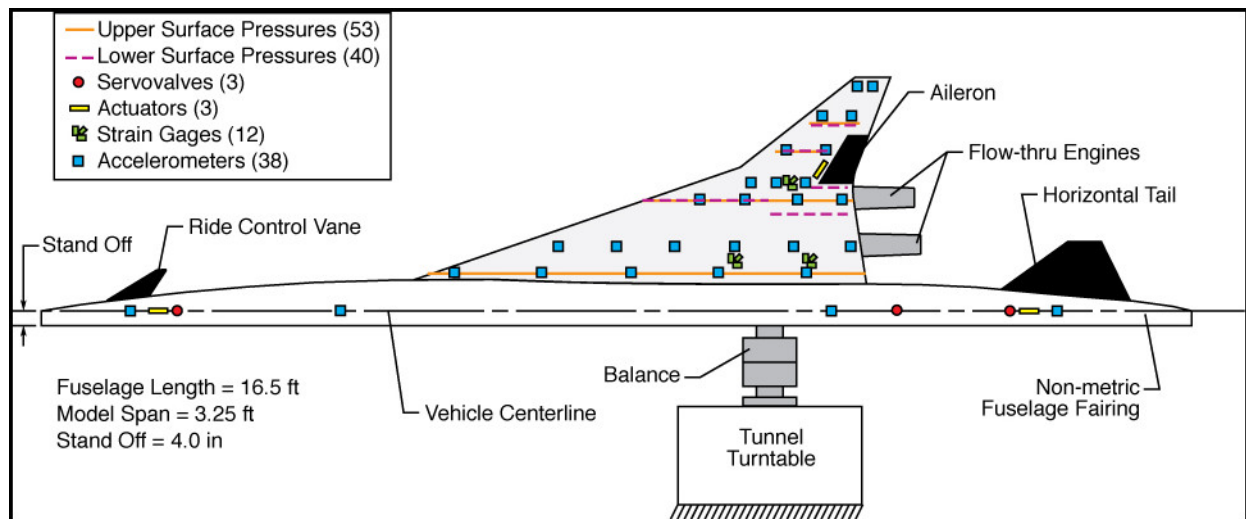 Upper Surface Pressures (53)
Lower Surface Pressures (40)
Servovalves (3)
Actuators (3)
Strain Gages (12)
Accelerometers (38)
Aileron
Flow-thru Engines
Horizontal Tail
Ride Control Vane
Stand Off
Balance
Non-metric
Fuselage Fairing
Fuselage Length = 16.5 ft
Model Span = 3.25 ft
Stand Off = 4.0 in
Vehicle Centerline
Tunnel
Turntable